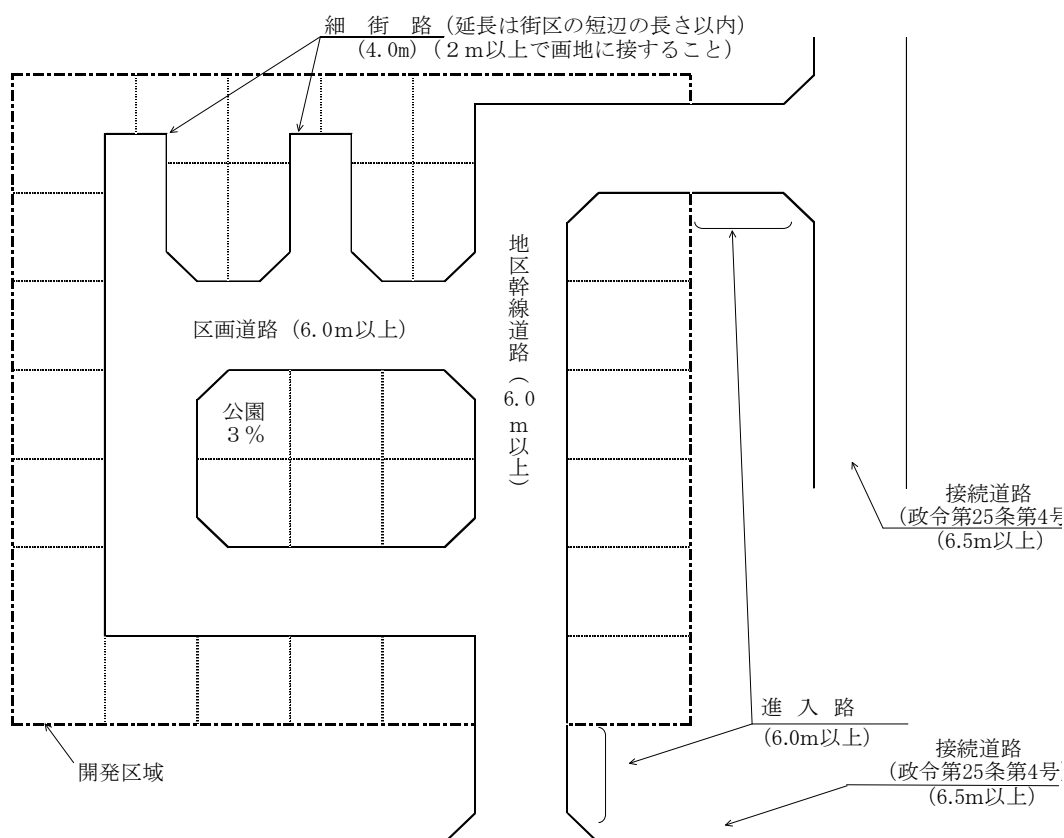 細　街　路（延長は街区の短辺の長さ以内）
(4.0m)（２ｍ以上で画地に接すること）
地区幹線道路（6.0ｍ以上）
区画道路（6.0ｍ以上）
公園
３％
接続道路
(政令第25条第4号
(6.5m以上)
進　入　路
(6.0m以上)
開発区域
接続道路
(政令第25条第4号)
(6.5m以上)